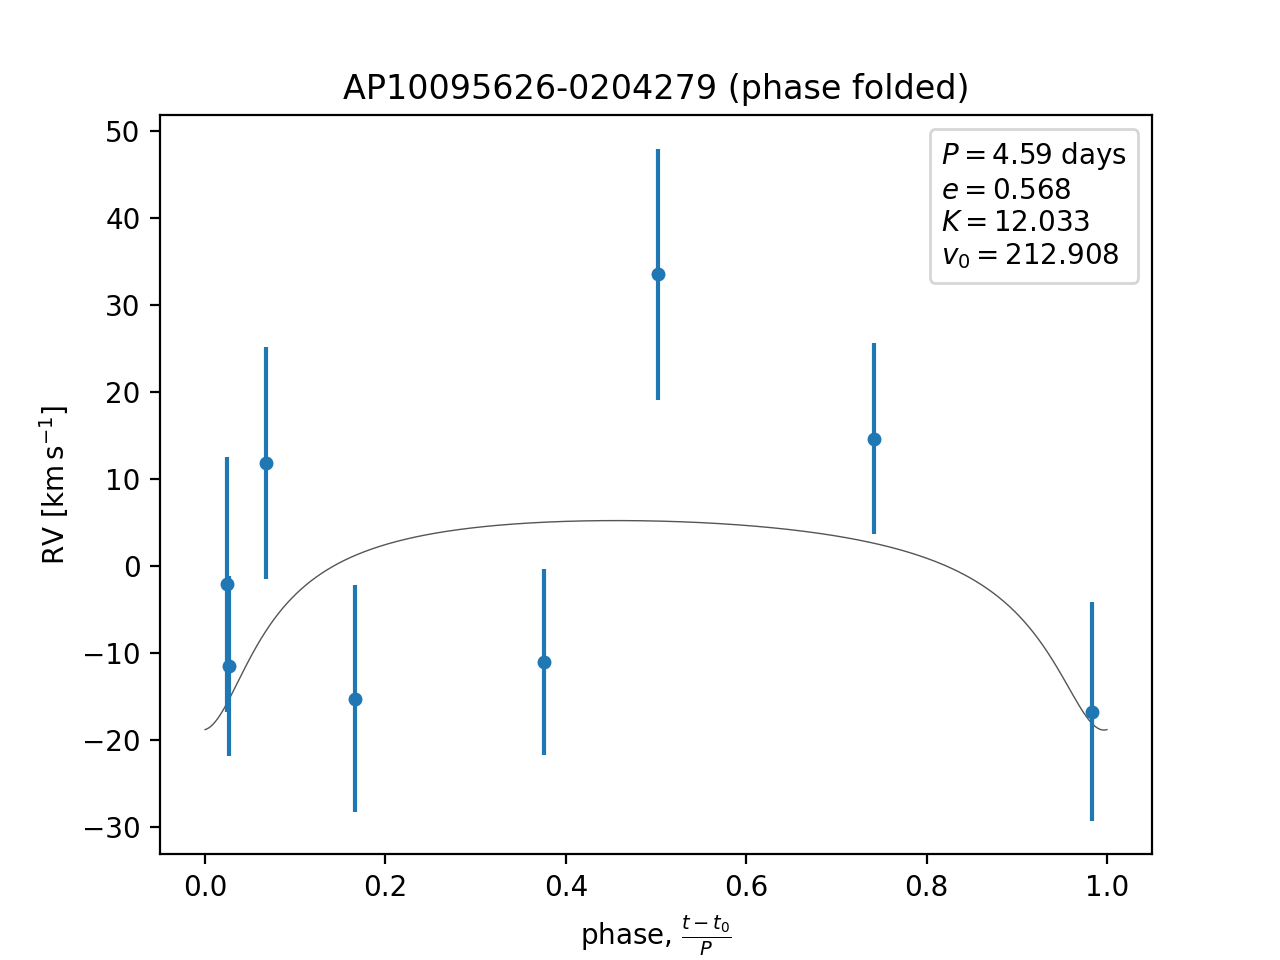 AP10095626-0204279 (phase folded)
P = 4.59 days
e = 0.568
K = 12.033
v₀ = 212.908
50
40
30
20
10
0
−10
−20
−30
RV [km s⁻¹]
0.0 0.2 0.4 0.6 0.8 1.0
phase, (t − t₀)/P